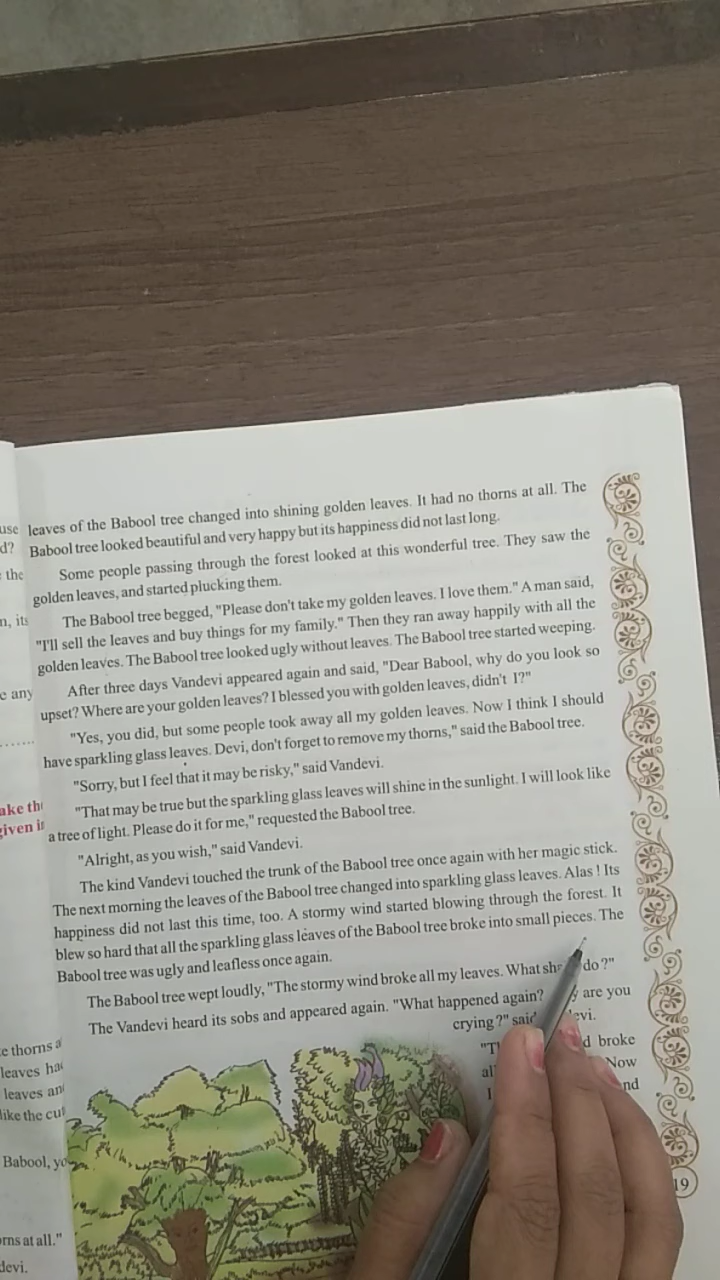 use
d?
the
n, its
e any
.......
ake the
given in
e thorns a
leaves ha
leaves an
like the cut
Babool, yo
rns at all."
devi.
leaves of the Babool tree changed into shining golden leaves. It had no thorns at all. The
Babool tree looked beautiful and very happy but its happiness did not last long.
Some people passing through the forest looked at this wonderful tree. They saw the
golden leaves, and started plucking them.
The Babool tree begged, "Please don't take my golden leaves. I love them." A man said,
"I'll sell the leaves and buy things for my family." Then they ran away happily with all the
golden leaves. The Babool tree looked ugly without leaves. The Babool tree started weeping.
After three days Vandevi appeared again and said, "Dear Babool, why do you look so
upset? Where are your golden leaves? I blessed you with golden leaves, didn't I?"
"Yes, you did, but some people took away all my golden leaves. Now I think I should
have sparkling glass leaves. Devi, don't forget to remove my thorns," said the Babool tree.
"Sorry, but I feel that it may be risky," said Vandevi.
"That may be true but the sparkling glass leaves will shine in the sunlight. I will look like
a tree of light. Please do it for me," requested the Babool tree.
"Alright, as you wish," said Vandevi.
The kind Vandevi touched the trunk of the Babool tree once again with her magic stick.
The next morning the leaves of the Babool tree changed into sparkling glass leaves. Alas ! Its
happiness did not last this time, too. A stormy wind started blowing through the forest. It
blew so hard that all the sparkling glass leaves of the Babool tree broke into small pieces. The
Babool tree was ugly and leafless once again.
The Babool tree wept loudly, "The stormy wind broke all my leaves. What do ?"
The Vandevi heard its sobs and appeared again. "What happened again? are you
crying ?"
broke
Now
I
19